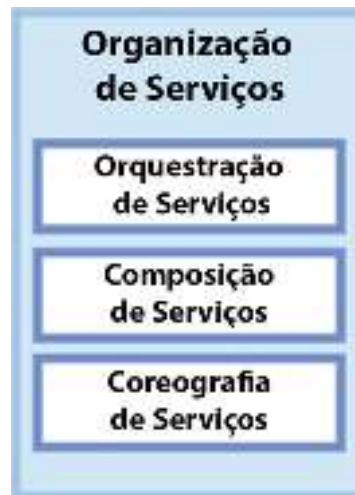 Organização
de Serviços
Orquestração
de Serviços
Composição
de Serviços
Coreografia
de Serviços